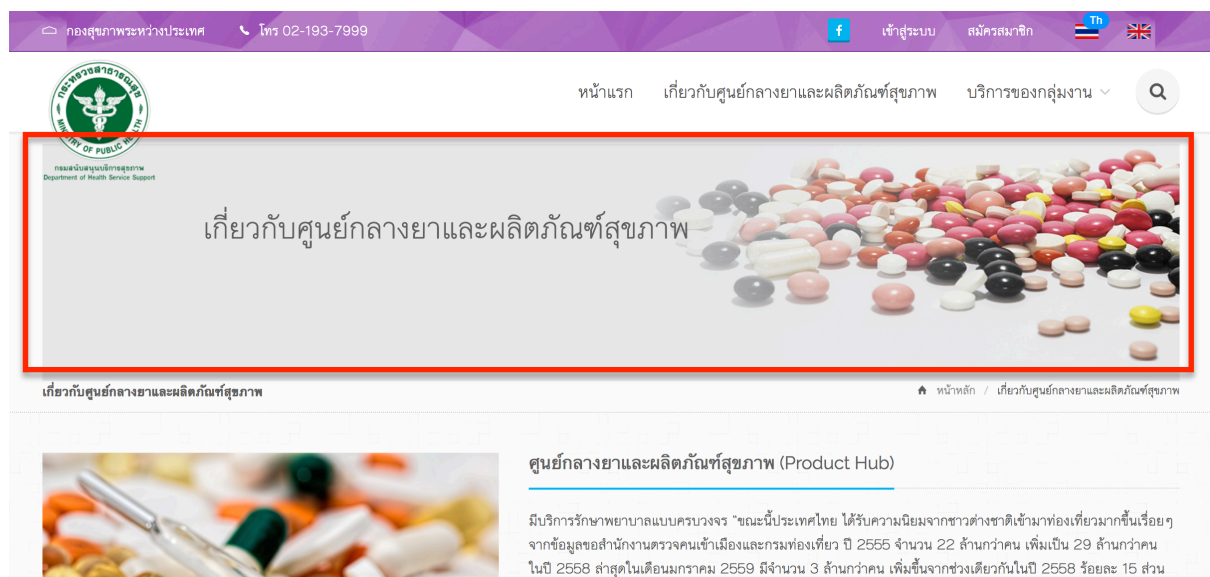 กองสุขภาพระหว่างประเทศ โทร 02-193-7999 f เข้าสู่ระบบ สมัครสมาชิก Th
กระทรวงสาธารณสุข
MINISTRY OF PUBLIC HEALTH
กรมสนับสนุนบริการสุขภาพ
Department of Health Service Support
หน้าแรก เกี่ยวกับศูนย์กลางยาและผลิตภัณฑ์สุขภาพ บริการของกลุ่มงาน
เกี่ยวกับศูนย์กลางยาและผลิตภัณฑ์สุขภาพ
เกี่ยวกับศูนย์กลางยาและผลิตภัณฑ์สุขภาพ หน้าหลัก / เกี่ยวกับศูนย์กลางยาและผลิตภัณฑ์สุขภาพ
ศูนย์กลางยาและผลิตภัณฑ์สุขภาพ (Product Hub)
มีบริการรักษาพยาบาลแบบครบวงจร "ขณะนี้ประเทศไทย ได้รับความนิยมจากชาวต่างชาติเข้ามาท่องเที่ยวมากขึ้นเรื่อยๆ
จากข้อมูลขอสำนักงานตรวจคนเข้าเมืองและกรมท่องเที่ยว ปี 2555 จำนวน 22 ล้านกว่าคน เพิ่มเป็น 29 ล้านกว่าคน
ในปี 2558 ล่าสุดในเดือนมกราคม 2559 มีจำนวน 3 ล้านกว่าคน เพิ่มขึ้นจากช่วงเดียวกันในปี 2558 ร้อยละ 15 ส่วน